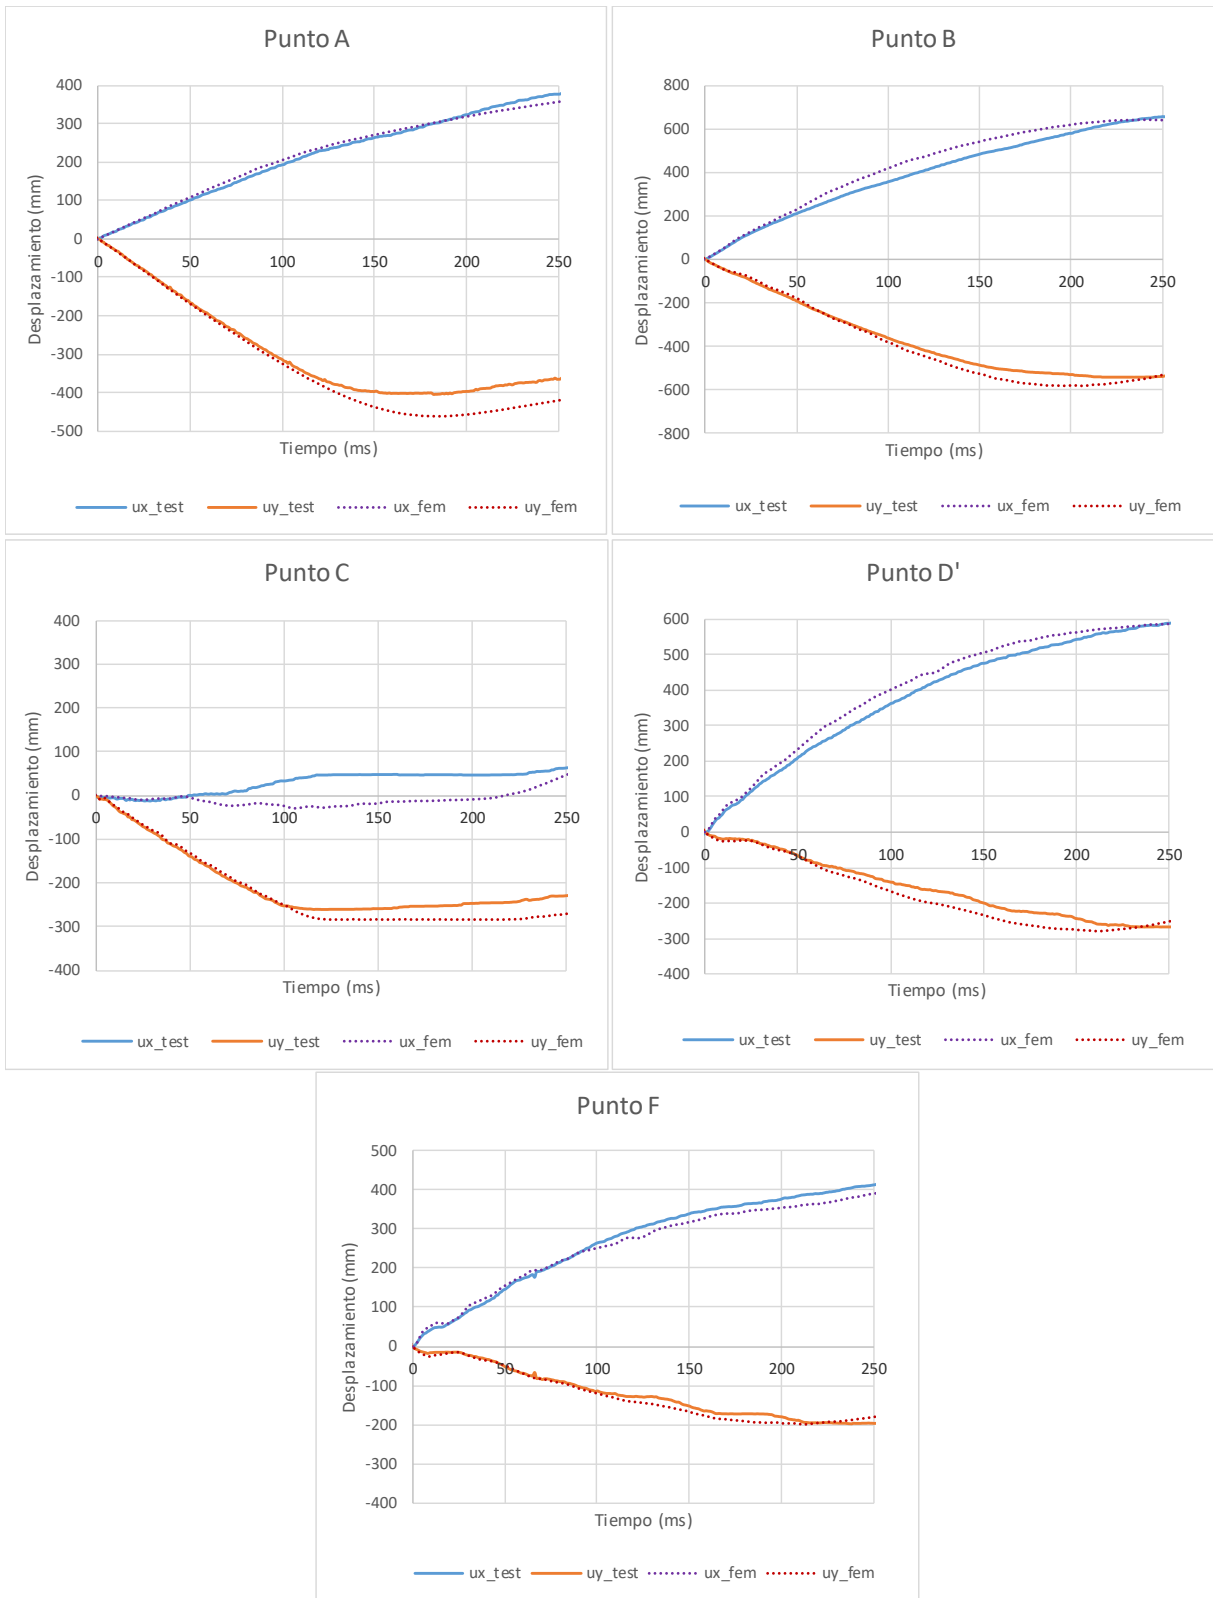 Punto A
Desplazamiento (mm)
400
300
200
100
0
-100
-200
-300
-400
-500
0 50 100 150 200 250
Tiempo (ms)
ux_test uy_test ux_fem uy_fem
Punto B
Desplazamiento (mm)
800
600
400
200
0
-200
-400
-600
-800
0 50 100 150 200 250
Tiempo (ms)
ux_test uy_test ux_fem uy_fem
Punto C
Desplazamiento (mm)
400
300
200
100
0
-100
-200
-300
-400
0 50 100 150 200 250
Tiempo (ms)
ux_test uy_test ux_fem uy_fem
Punto D'
Desplazamiento (mm)
600
500
400
300
200
100
0
-100
-200
-300
-400
0 50 100 150 200 250
Tiempo (ms)
ux_test uy_test ux_fem uy_fem
Punto F
Desplazamiento (mm)
500
400
300
200
100
0
-100
-200
-300
-400
0 50 100 150 200 250
Tiempo (ms)
ux_test uy_test ux_fem uy_fem